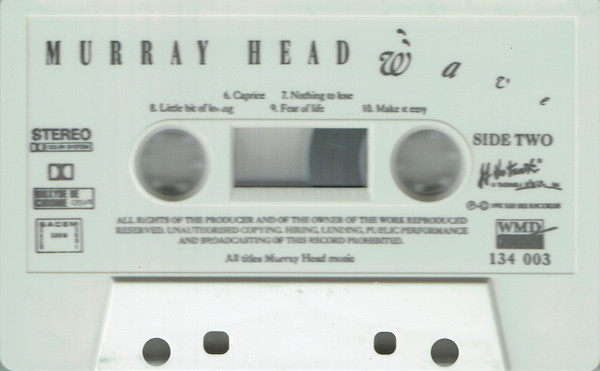 MURRAY HEAD Wave
6. Caprice 7. Nothing to lose
8. Little bit of loving 9. Fear of life 10. Make it easy
STEREO
SIDE TWO
DIOXYDE DE
CHROME
SACEM
ALL RIGHTS OF THE PRODUCER AND OF THE OWNER OF THE WORK REPRODUCED
RESERVED. UNAUTHORISED COPYING, HIRING, LENDING, PUBLIC PERFORMANCE
AND BROADCASTING OF THIS RECORD PROHIBITED.
WMD
All titles Murray Head music
134 003